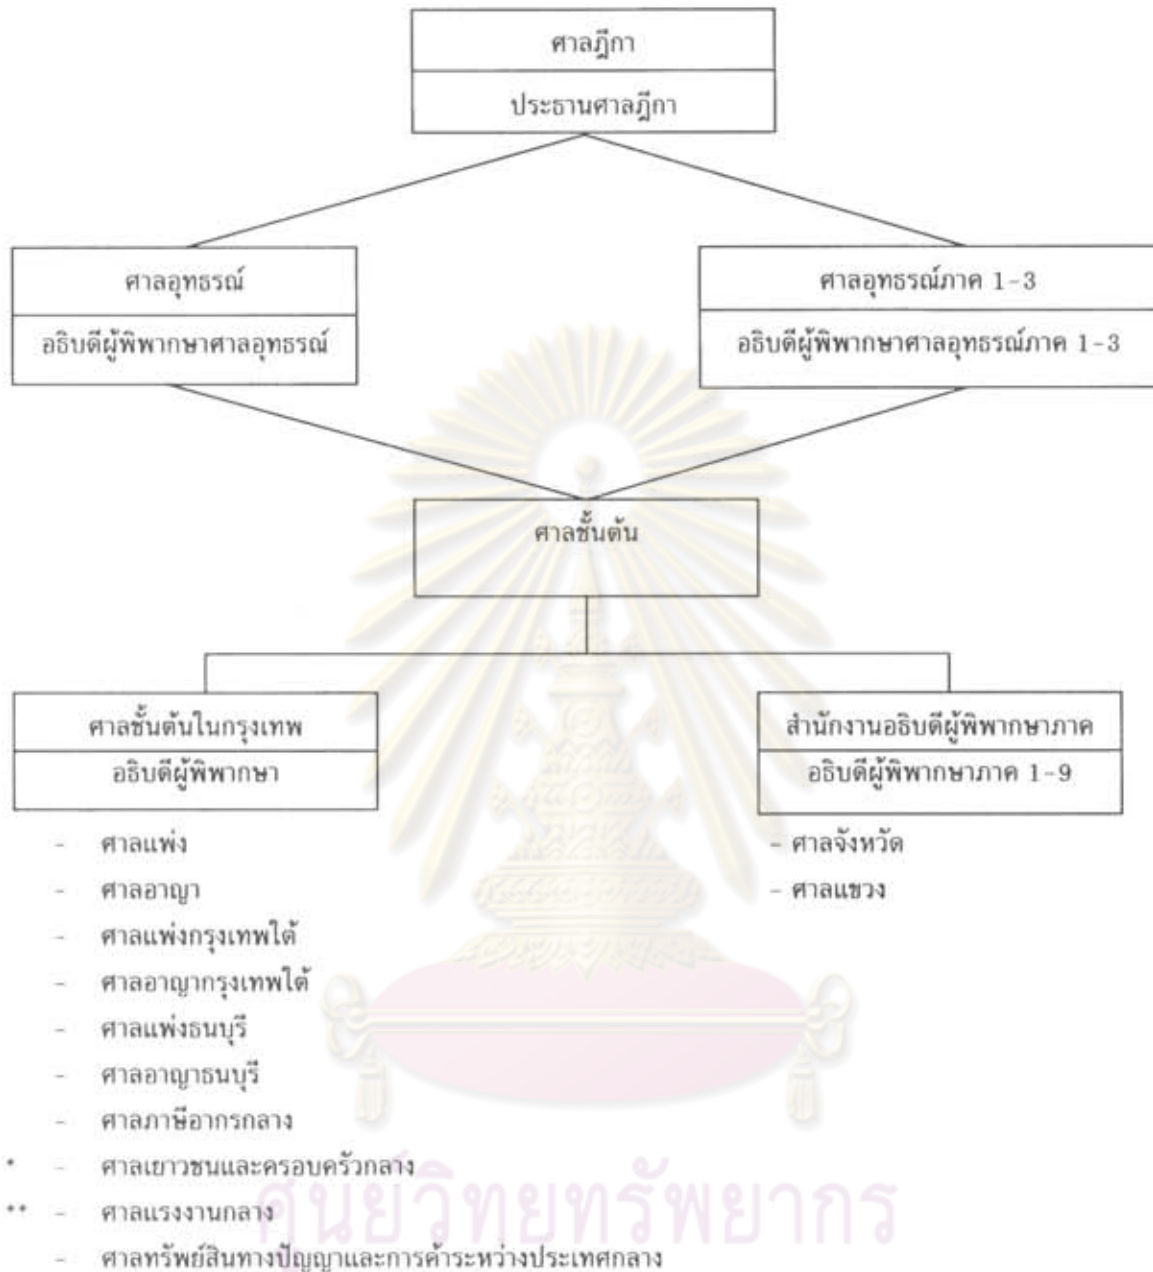 ศาลฎีกา
ประธานศาลฎีกา
ศาลอุทธรณ์
อธิบดีผู้พิพากษาศาลอุทธรณ์
ศาลอุทธรณ์ภาค 1-3
อธิบดีผู้พิพากษาศาลอุทธรณ์ภาค 1-3
ศาลชั้นต้น
ศาลชั้นต้นในกรุงเทพ
อธิบดีผู้พิพากษา
สำนักงานอธิบดีผู้พิพากษาภาค
อธิบดีผู้พิพากษาภาค 1-9
- ศาลแพ่ง
- ศาลอาญา
- ศาลแพ่งกรุงเทพใต้
- ศาลอาญากรุงเทพใต้
- ศาลแพ่งธนบุรี
- ศาลอาญาธนบุรี
- ศาลภาษีอากรกลาง
* - ศาลเยาวชนและครอบครัวกลาง
** - ศาลแรงงานกลาง
- ศาลทรัพย์สินทางปัญญาและการค้าระหว่างประเทศกลาง
- ศาลจังหวัด
- ศาลแขวง
ศูนย์วิทยทรัพยากร